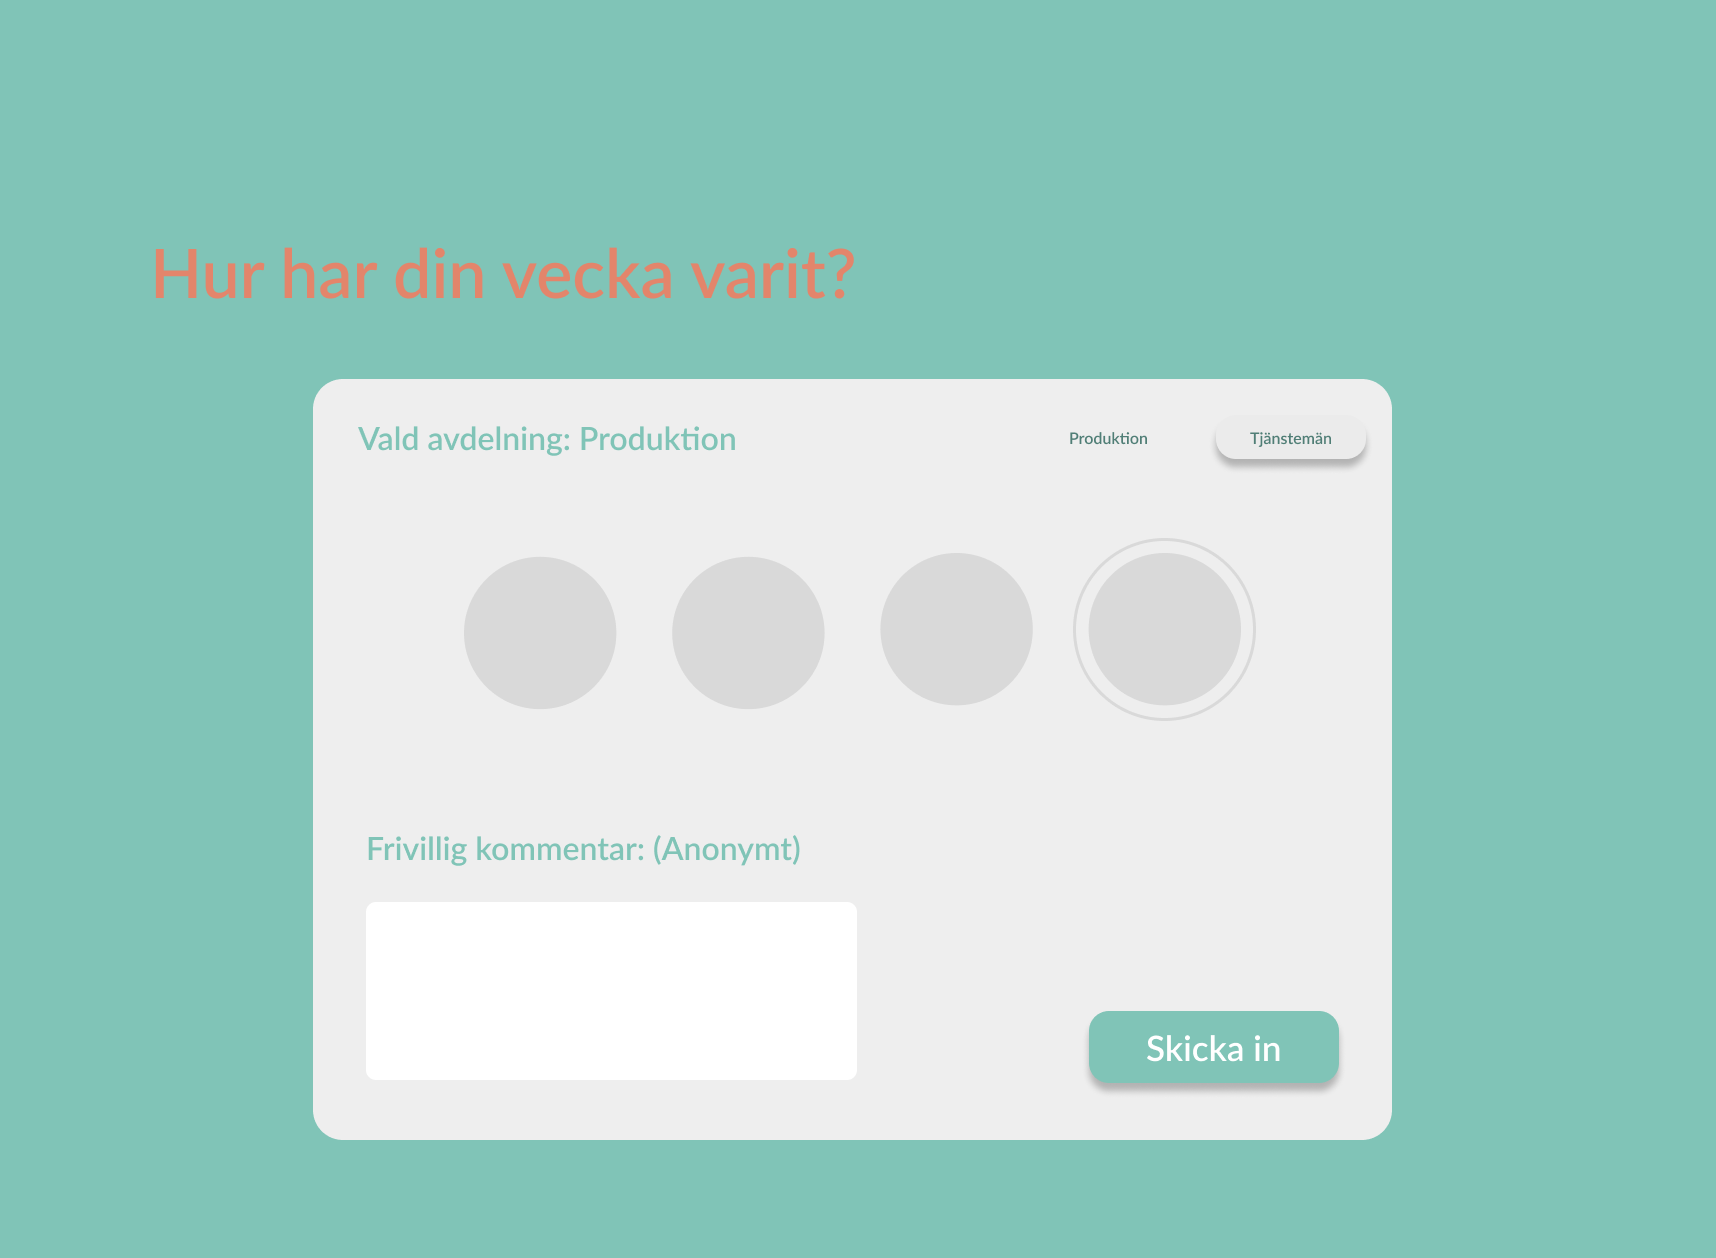 Hur har din vecka varit?
Vald avdelning: Produktion
Produktion
Tjänstemän
Frivillig kommentar: (Anonymt)
Skicka in